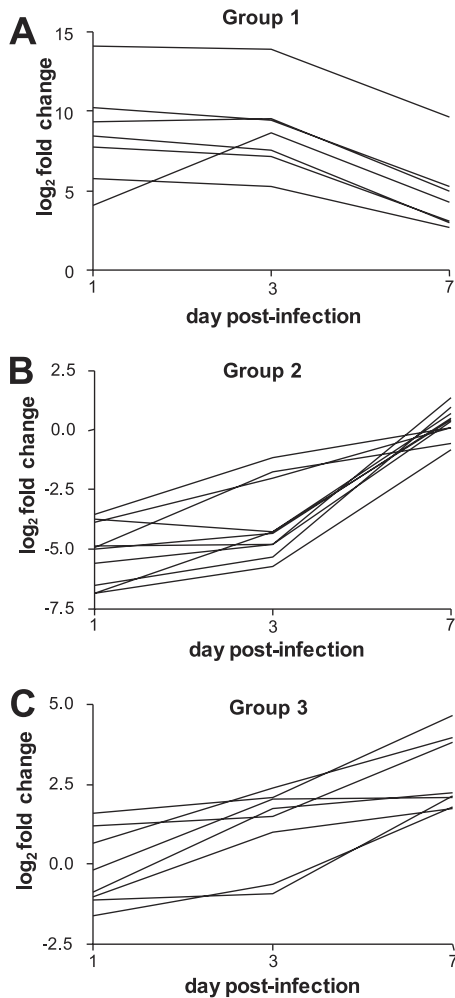 A
Group 1
log2 fold change
15
10
5
0
1 3 7
day post-infection
B
Group 2
log2 fold change
2.5
0.0
-2.5
-5.0
-7.5
1 3 7
day post-infection
C
Group 3
log2 fold change
5.0
2.5
0.0
-2.5
1 3 7
day post-infection